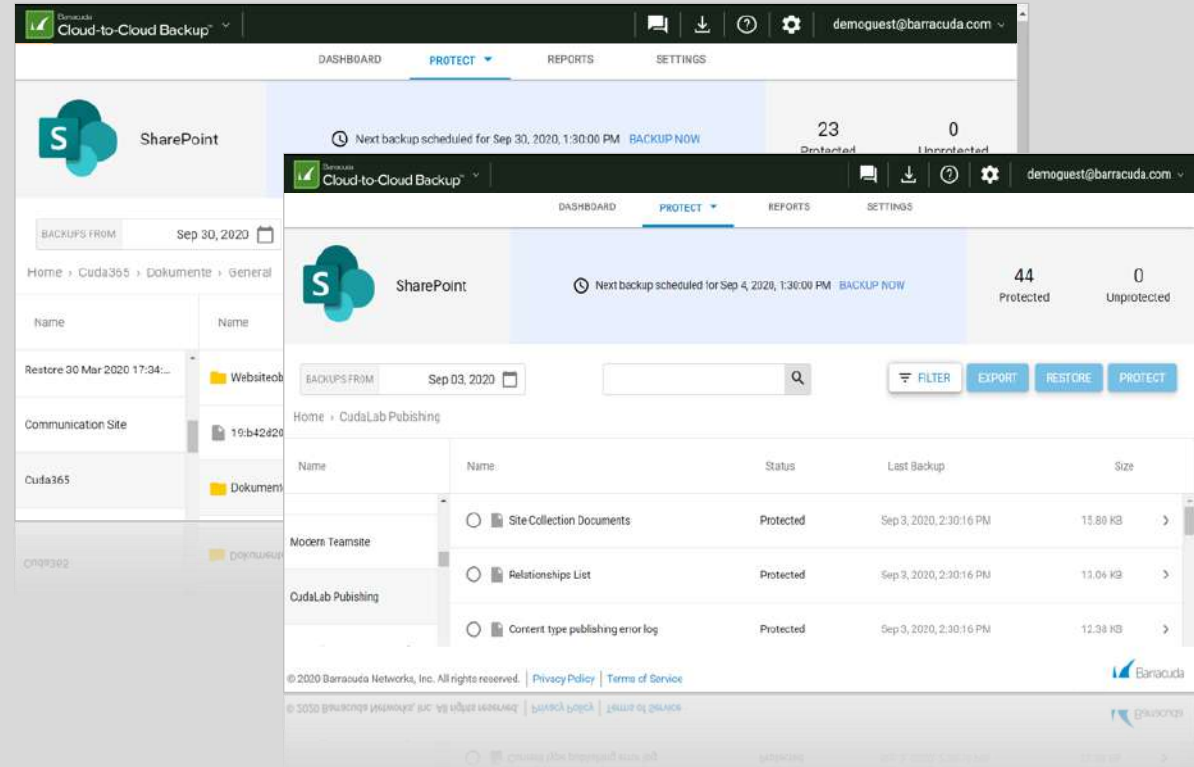 Barracuda
Cloud-to-Cloud Backup™
demoguest@barracuda.com
DASHBOARD PROTECT REPORTS SETTINGS
S
SharePoint
Next backup scheduled for Sep 30, 2020, 1:30:00 PM BACKUP NOW
23 0
Protected Unprotected
BACKUPS FROM Sep 30, 2020
Home › Cuda365 › Dokumente › General
Name Name
Restore 30 Mar 2020 17:34:...
Websiteob
Communication Site
19:b42d20
Cuda365
Dokument
Barracuda
Cloud-to-Cloud Backup™
demoguest@barracuda.com
DASHBOARD PROTECT REPORTS SETTINGS
S
SharePoint
Next backup scheduled for Sep 4, 2020, 1:30:00 PM BACKUP NOW
44 0
Protected Unprotected
BACKUPS FROM Sep 03, 2020
FILTER EXPORT RESTORE PROTECT
Home › CudaLab Pubishing
Name Name Status Last Backup Size
Site Collection Documents Protected Sep 3, 2020, 2:30:16 PM 13.80 KB
Modern Teamsite
Relationships List Protected Sep 3, 2020, 2:30:16 PM 13.06 KB
CudaLab Pubishing
Content type publishing error log Protected Sep 3, 2020, 2:30:16 PM 12.38 KB
© 2020 Barracuda Networks, Inc. All rights reserved. | Privacy Policy | Terms of Service
Barracuda